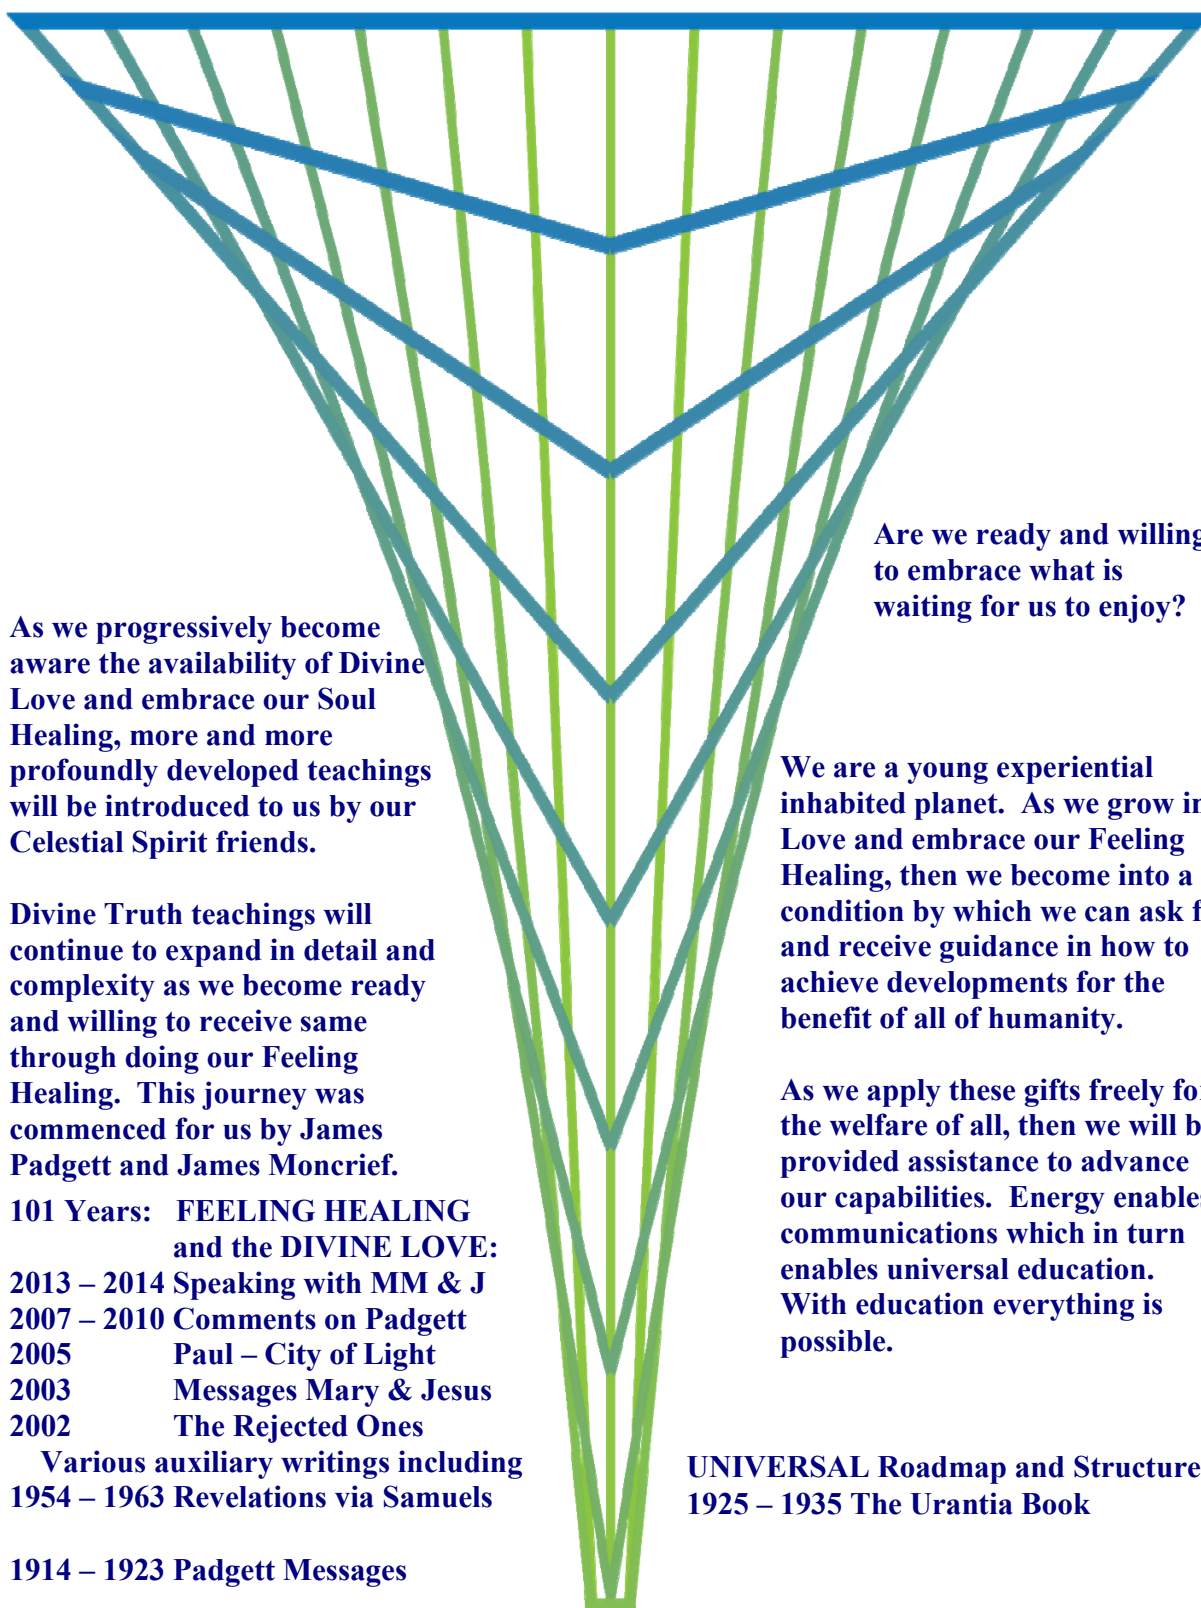 Are we ready and willing
to embrace what is
waiting for us to enjoy?
As we progressively become
aware the availability of Divine
Love and embrace our Soul
Healing, more and more
profoundly developed teachings
will be introduced to us by our
Celestial Spirit friends.
Divine Truth teachings will
continue to expand in detail and
complexity as we become ready
and willing to receive same
through doing our Feeling
Healing.  This journey was
commenced for us by James
Padgett and James Moncrief.
We are a young experiential
inhabited planet.  As we grow in
Love and embrace our Feeling
Healing, then we become into a
condition by which we can ask f
and receive guidance in how to
achieve developments for the
benefit of all of humanity.
As we apply these gifts freely for
the welfare of all, then we will b
provided assistance to advance
our capabilities.  Energy enables
communications which in turn
enables universal education.
With education everything is
possible.
101 Years:   FEELING HEALING
and the DIVINE LOVE:
2013 – 2014 Speaking with MM & J
2007 – 2010 Comments on Padgett
2005 Paul – City of Light
2003 Messages Mary & Jesus
2002 The Rejected Ones
Various auxiliary writings including
1954 – 1963 Revelations via Samuels
1914 – 1923 Padgett Messages
UNIVERSAL Roadmap and Structure
1925 – 1935 The Urantia Book